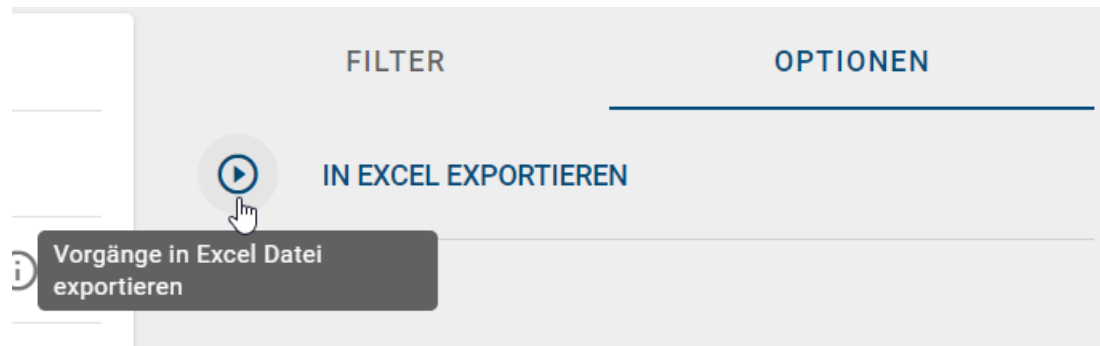 FILTER
OPTIONEN
IN EXCEL EXPORTIEREN
Vorgänge in Excel Datei
exportieren